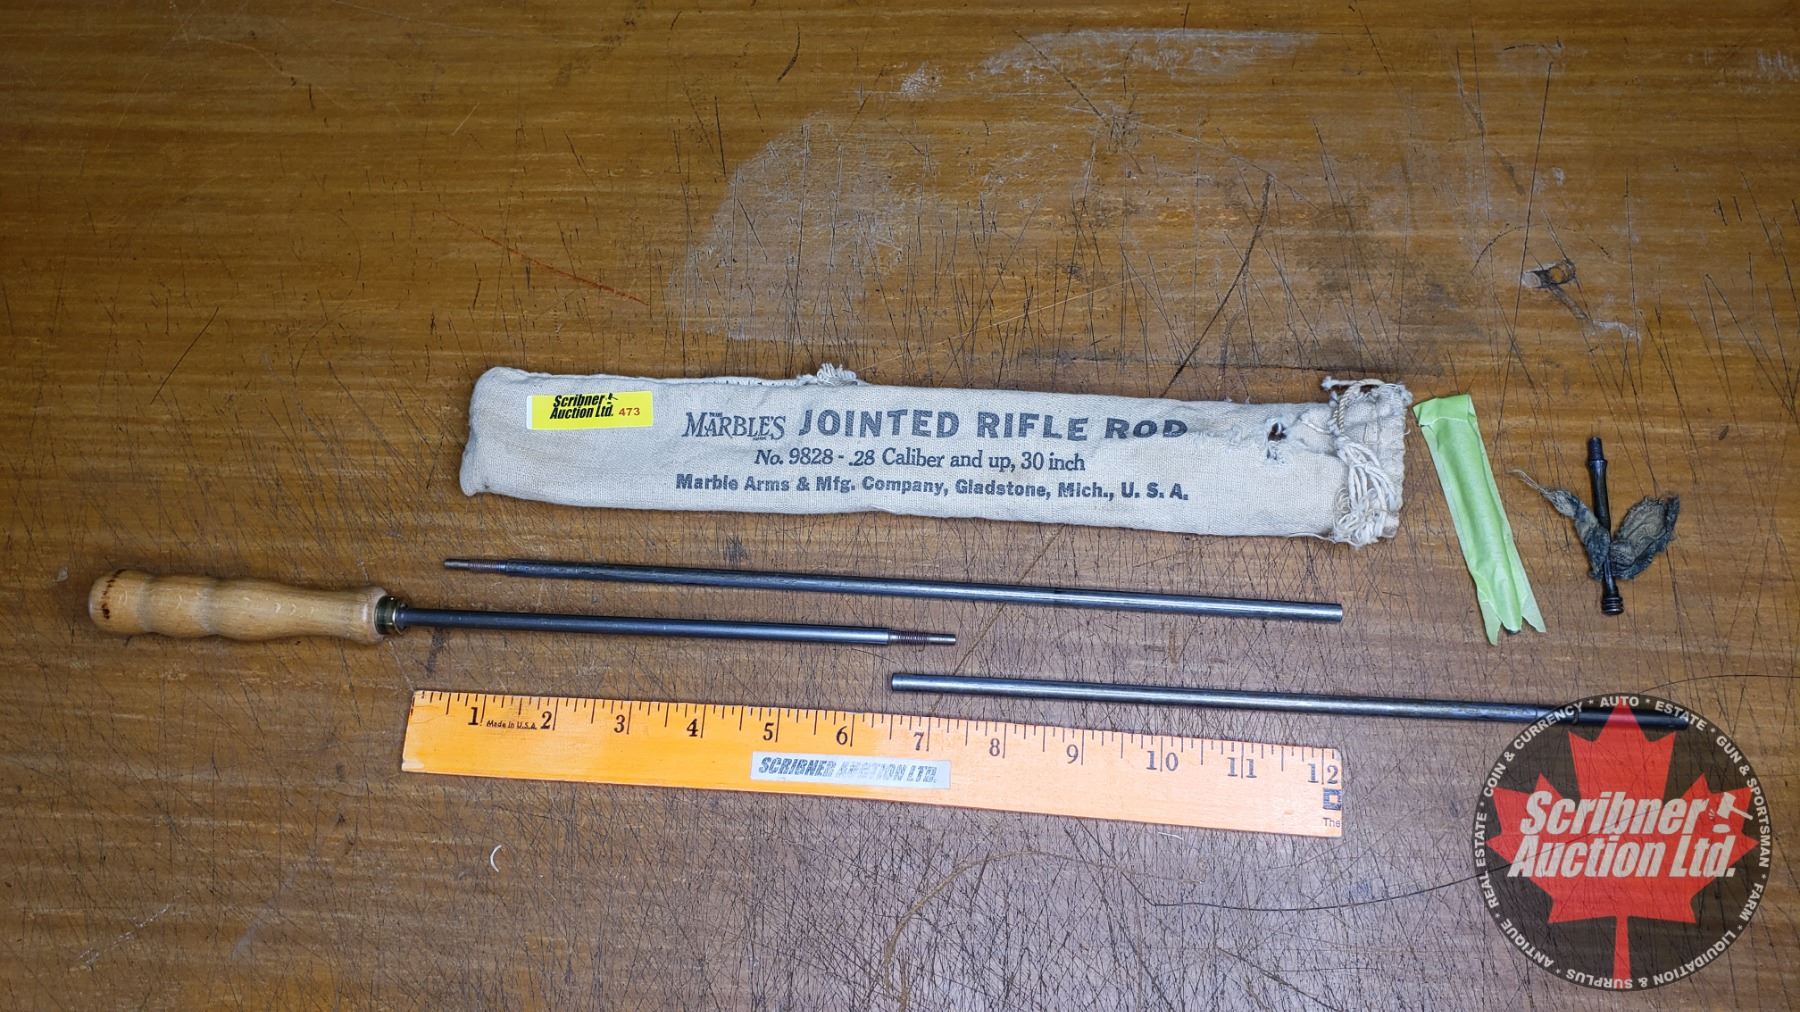 Scribner
Auction Ltd. 473
MARBLE'S JOINTED RIFLE ROD
No. 9828 - .28 Caliber and up, 30 inch
Marble Arms & Mfg. Company, Gladstone, Mich., U. S. A.
1 2 3 4 5 6 7 8 9 10 11 12
Made in U.S.A.
SCRIBNER AUCTION LTD.
The
REAL ESTATE * COIN & CURRENCY * AUTO * ESTATE * GUN & SPORTSMAN * FARM * LIQUIDATION & SURPLUS * ANTIQUE *
Scribner
Auction Ltd.